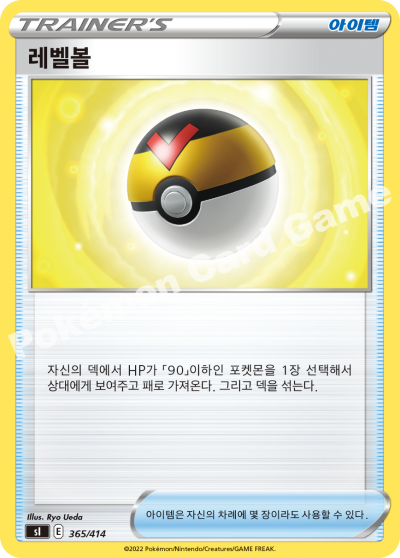 TRAINER'S 아이템
레벨볼
Pokémon Card Game
자신의 덱에서 HP가 「90」이하인 포켓몬을 1장 선택해서
상대에게 보여주고 패로 가져온다. 그리고 덱을 섞는다.
Illus. Ryo Ueda
sI E 365/414
아이템은 자신의 차례에 몇 장이라도 사용할 수 있다.
©2022 Pokémon/Nintendo/Creatures/GAME FREAK.